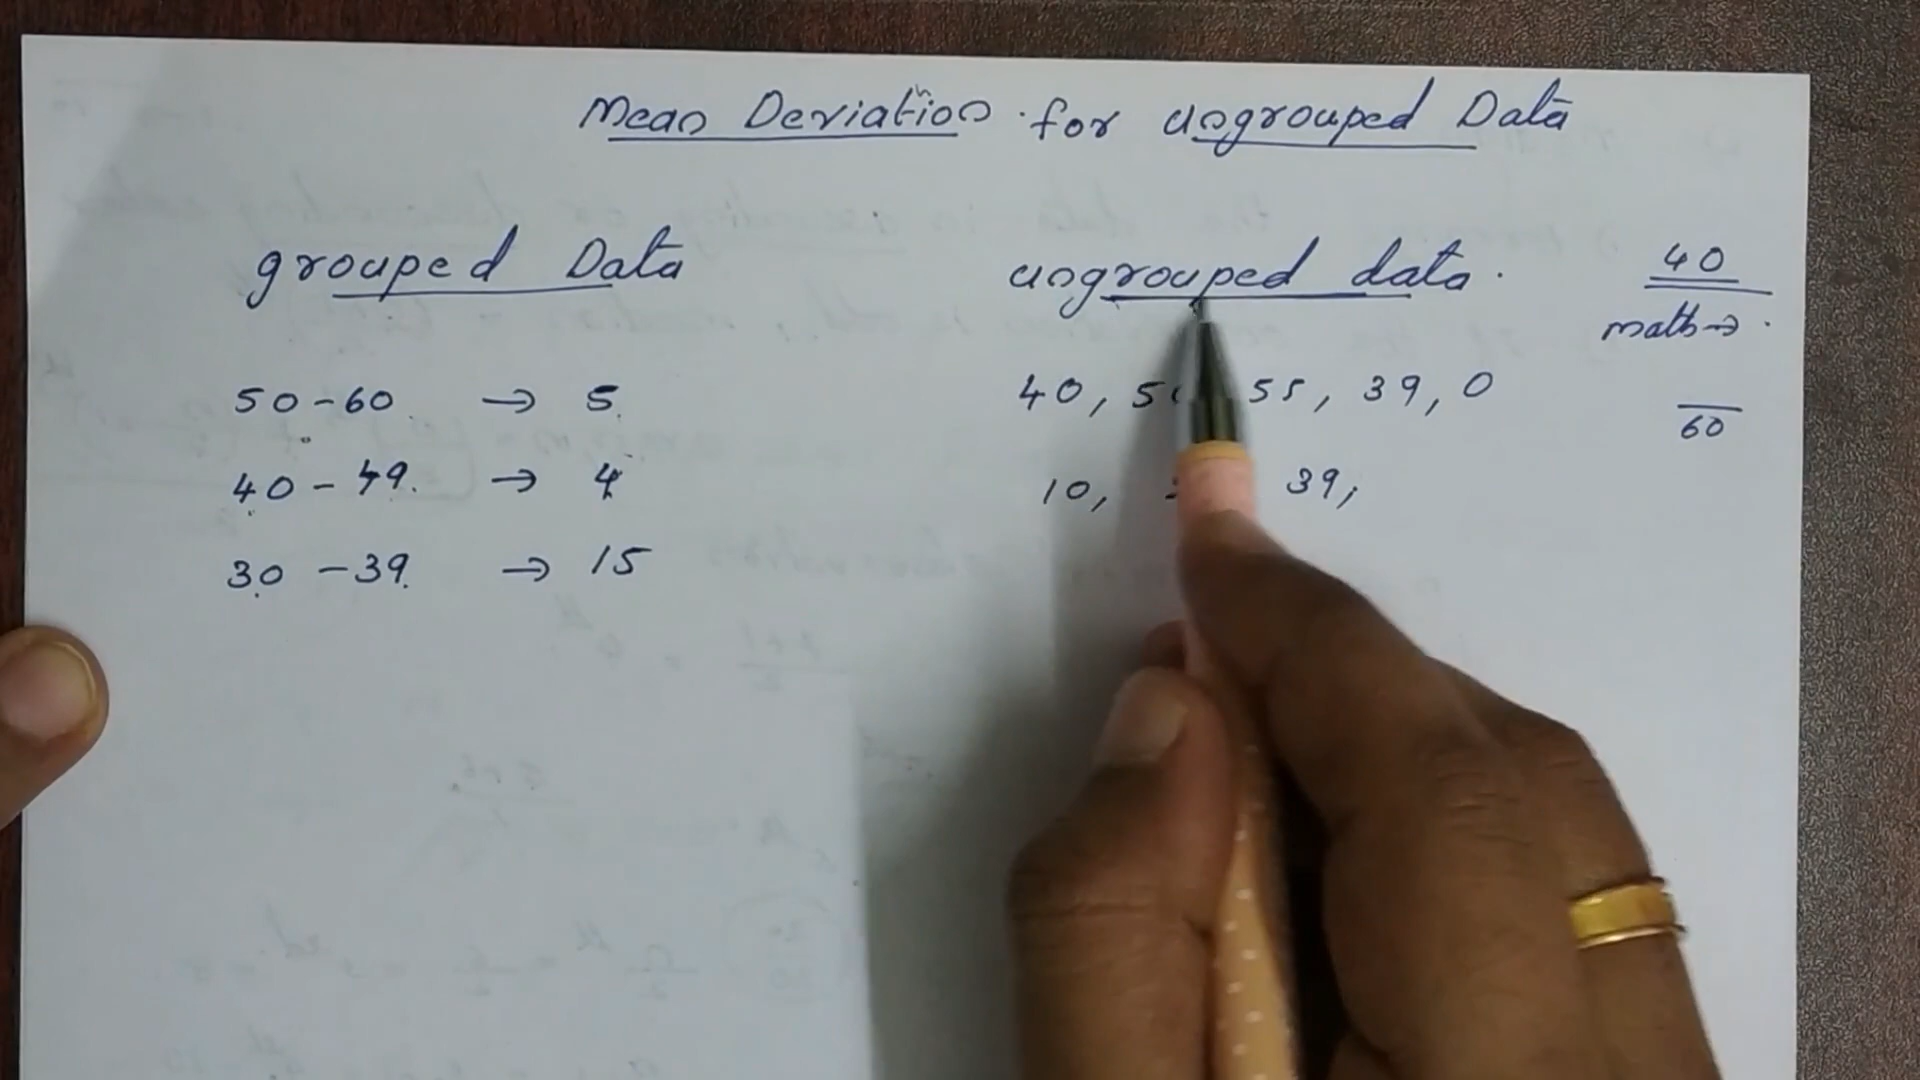 Mean Deviation for ungrouped Data
grouped Data
50-60 → 5
40-49 → 4
30-39 → 15
ungrouped data.
40, 55, 39, 0
10, 39,
40
math →
60